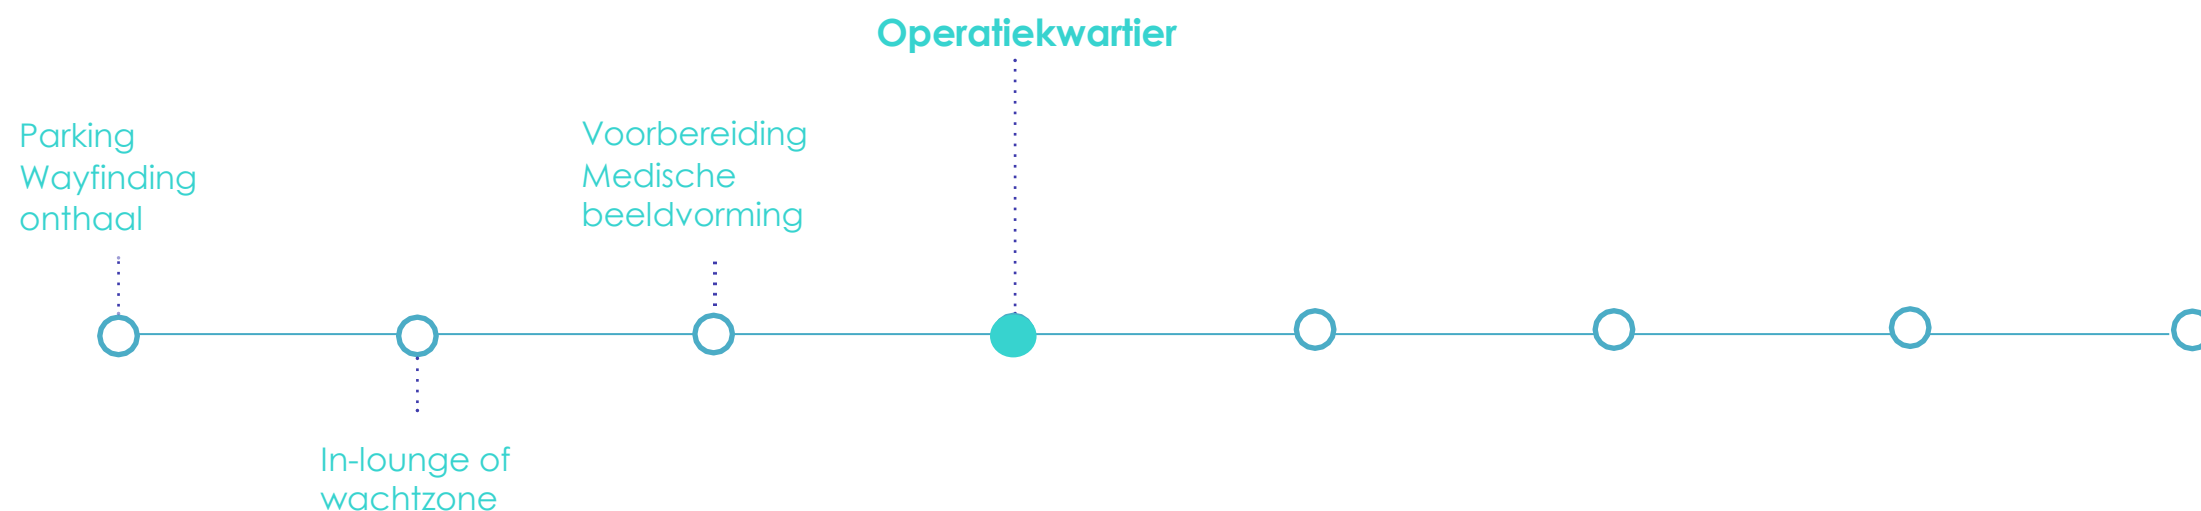 Operatiekwartier
Parking
Wayfinding
onthaal
Voorbereiding
Medische
beeldvorming
In-lounge of
wachtzone